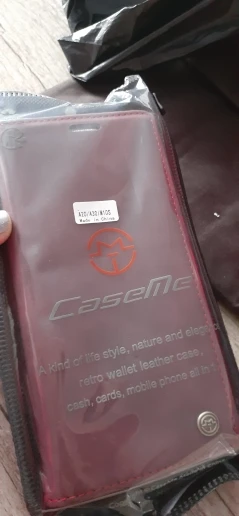 A20/A30/M10S
Made in China
CaseMe
A kind of life style, nature and elegant
retro wallet leather case,
cash, cards, mobile phone all in 1.